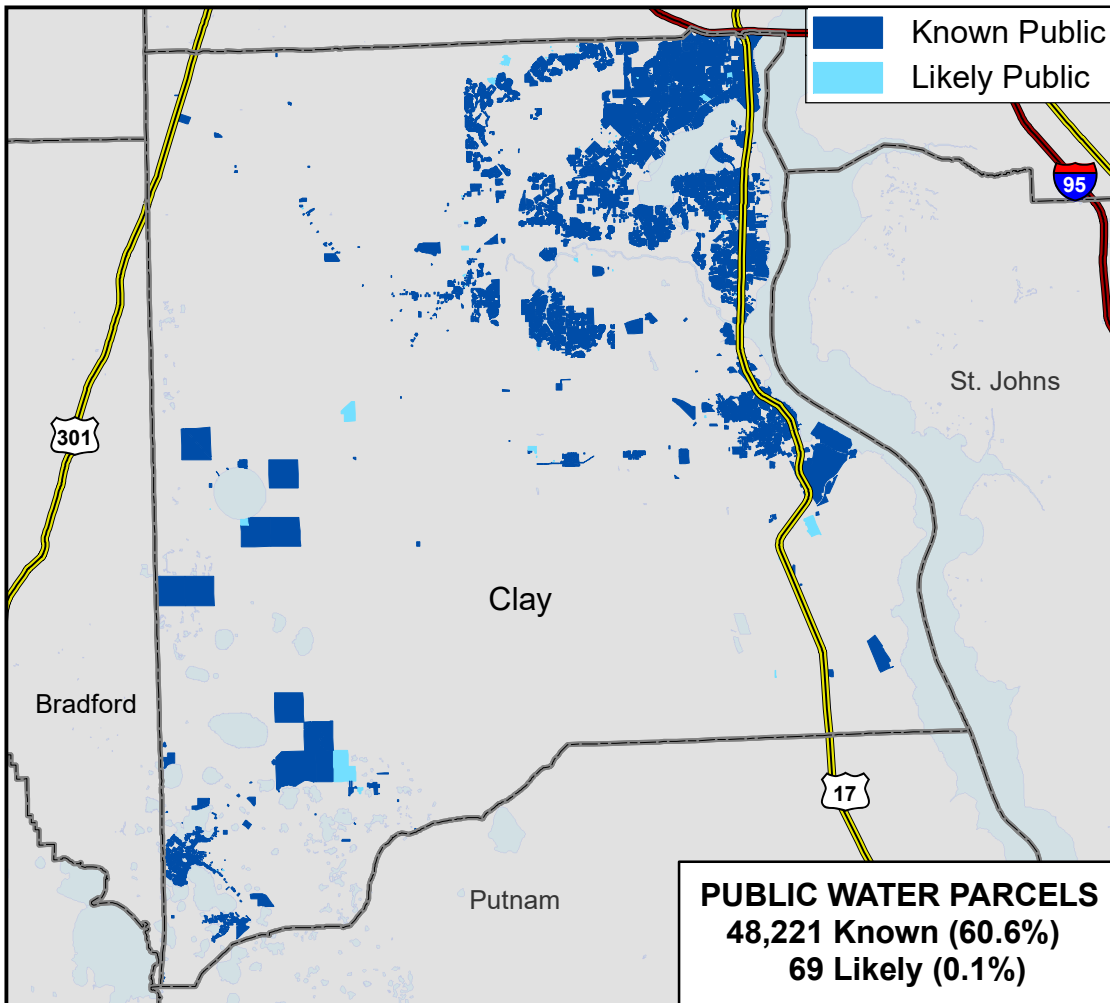 Known Public
Likely Public
95
St. Johns
301
Clay
Bradford
17
Putnam
PUBLIC WATER PARCELS
48,221 Known (60.6%)
69 Likely (0.1%)